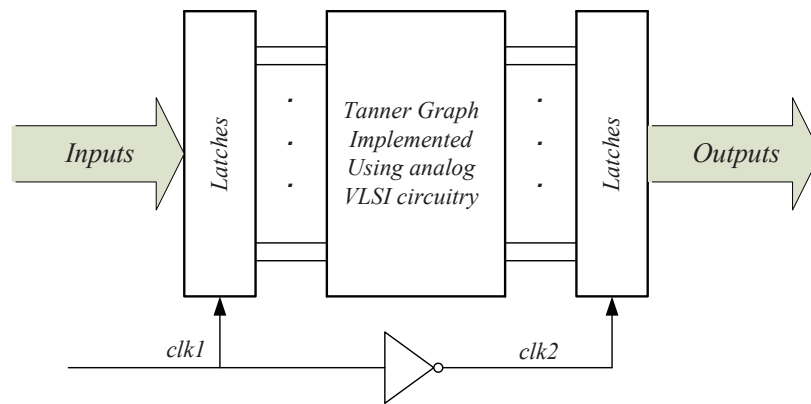 Inputs
Latches
Tanner Graph
Implemented
Using analog
VLSI circuitry
Latches
Outputs
clk1
clk2